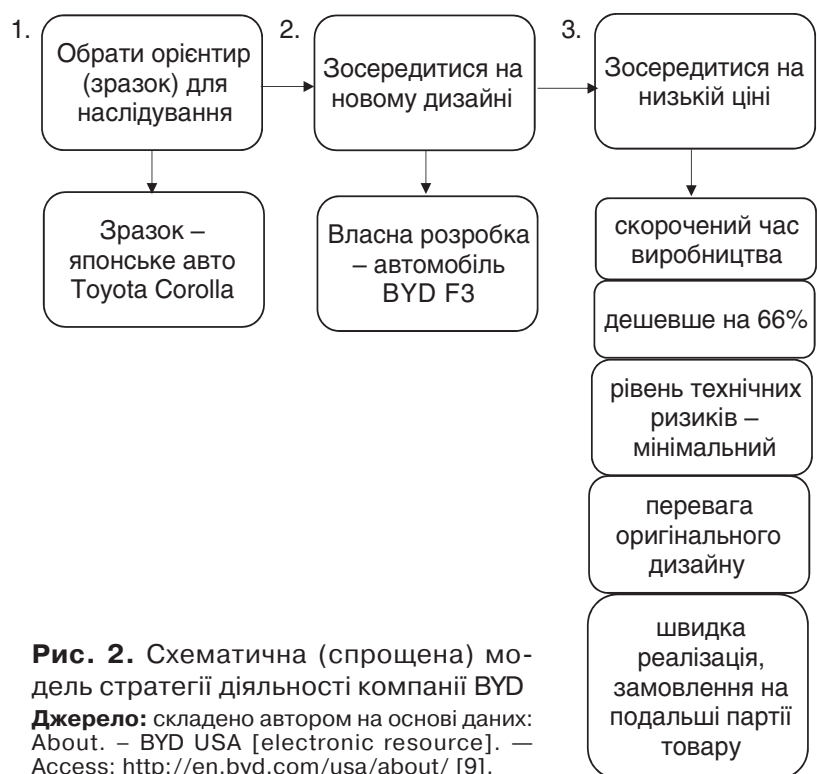 1.
Обрати орієнтир
(зразок) для
наслідування
2.
Зосередитися на
новому дизайні
3.
Зосередитися на
низькій ціні
Зразок –
японське авто
Toyota Corolla
Власна розробка
– автомобіль
BYD F3
скорочений час
виробництва
дешевше на 66%
рівень технічних
ризиків –
мінімальний
перевага
оригінального
дизайну
швидка
реалізація,
замовлення на
подальші партії
товару
Рис. 2. Схематична (спрощена) мо-
дель стратегії діяльності компанії BYD
Джерело: складено автором на основі даних:
About. – BYD USA [electronic resource]. —
Access: http://en.byd.com/usa/about/ [9].